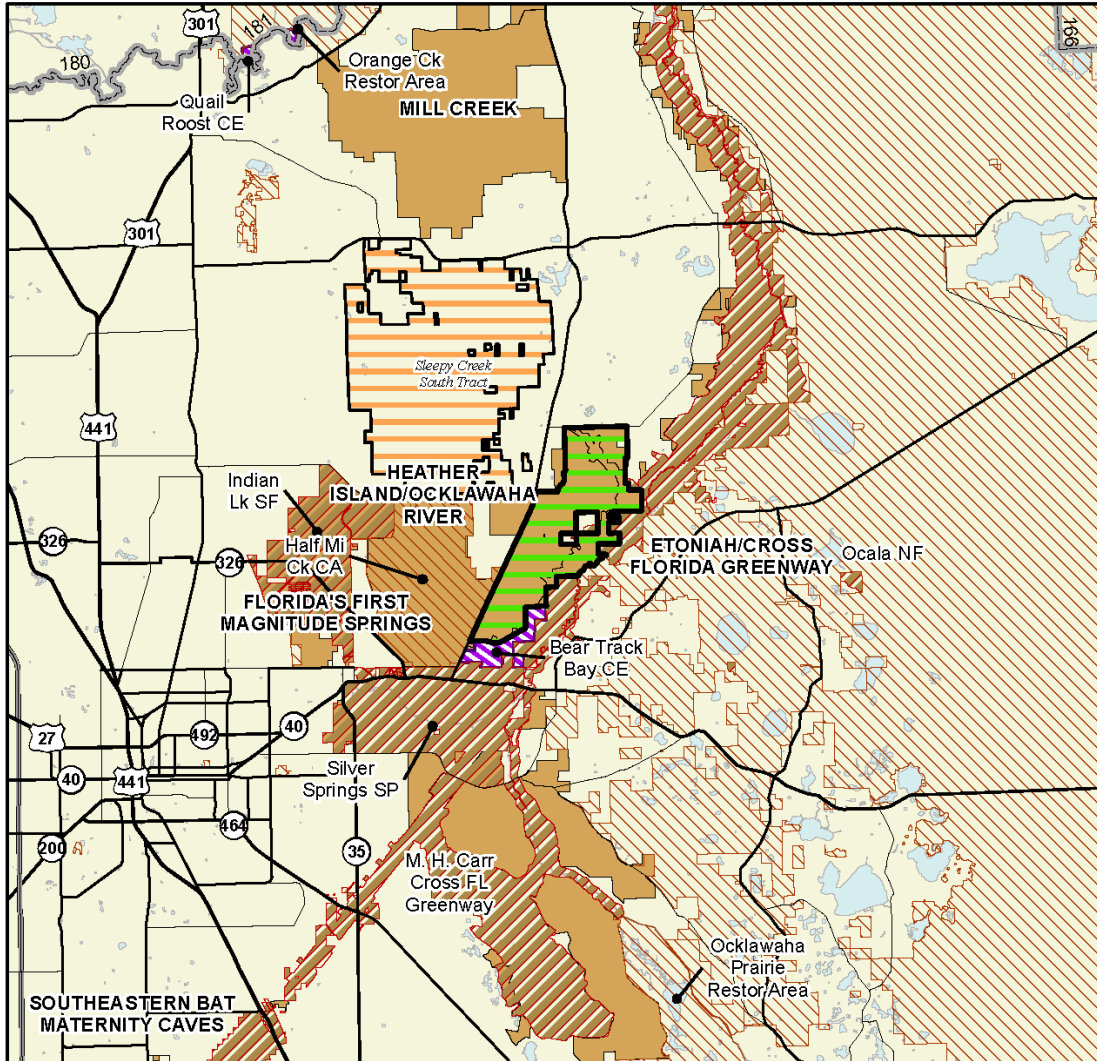 301
181
166
180
Orange Ck
Restor Area
MILL CREEK
Quail
Roost CE
301
441
Sleepy Creek
South Tract
HEATHER
ISLAND/OCKLAWAHA
RIVER
Indian
Lk SF
326
326
Half Mi
Ck CA
ETONIAH/CROSS
FLORIDA GREENWAY
Ocala NF
FLORIDA'S FIRST
MAGNITUDE SPRINGS
Bear Track
Bay CE
27
492
40
40
441
Silver
Springs SP
464
200
35
M. H. Carr
Cross FL
Greenway
Ocklawaha
Prairie
Restor Area
SOUTHEASTERN BAT
MATERNITY CAVES